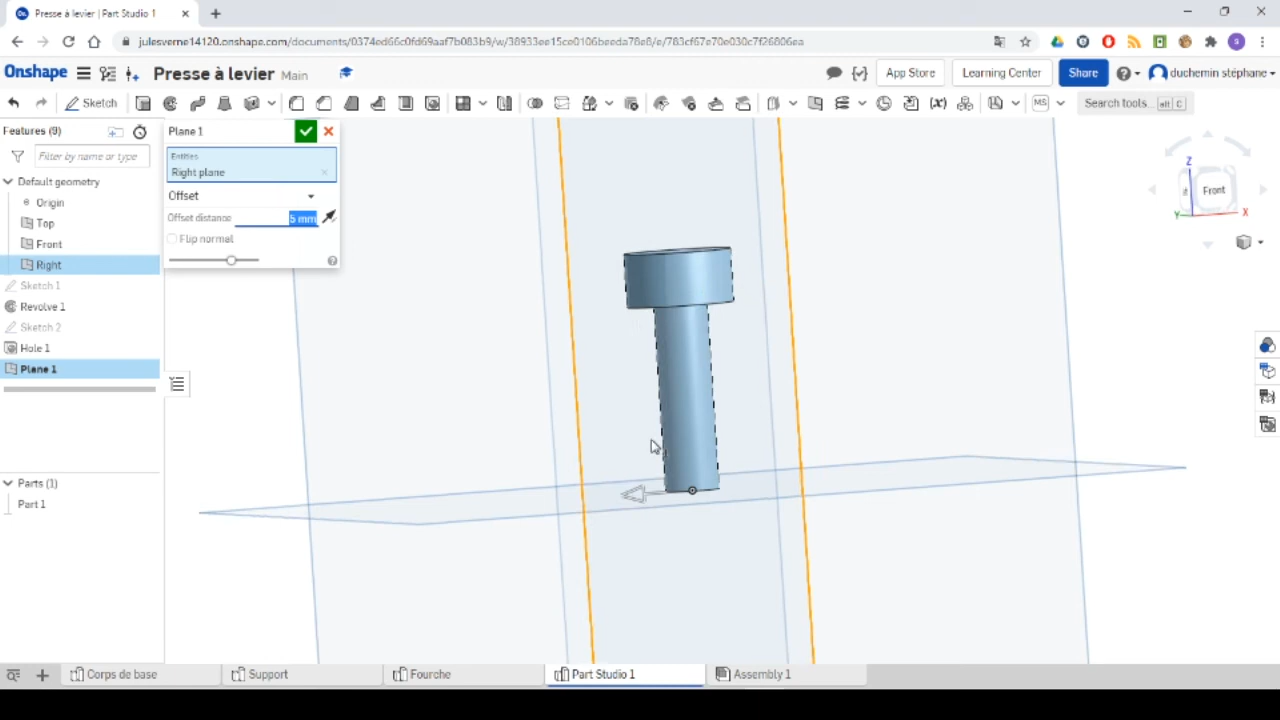 Presse à levier | Part Studio 1
julesverne14120.onshape.com/documents/0374ed66c0fd69aaf7b083b9/w/38933ee15ce0106beeda78e8/e/783cf67e70e030c7f26806ea
Onshape Presse à levier Main App Store Learning Center Share duchemin stéphane
Sketch MS Search tools... alt C
Features (9)
Filter by name or type
Default geometry
Origin
Top
Front
Right
Sketch 1
Revolve 1
Sketch 2
Hole 1
Plane 1
Parts (1)
Part 1
Plane 1
Entities
Right plane
Offset
Offset distance 5 mm
Flip normal
Z
Front
Y
X
Corps de base Support Fourche Part Studio 1 Assembly 1